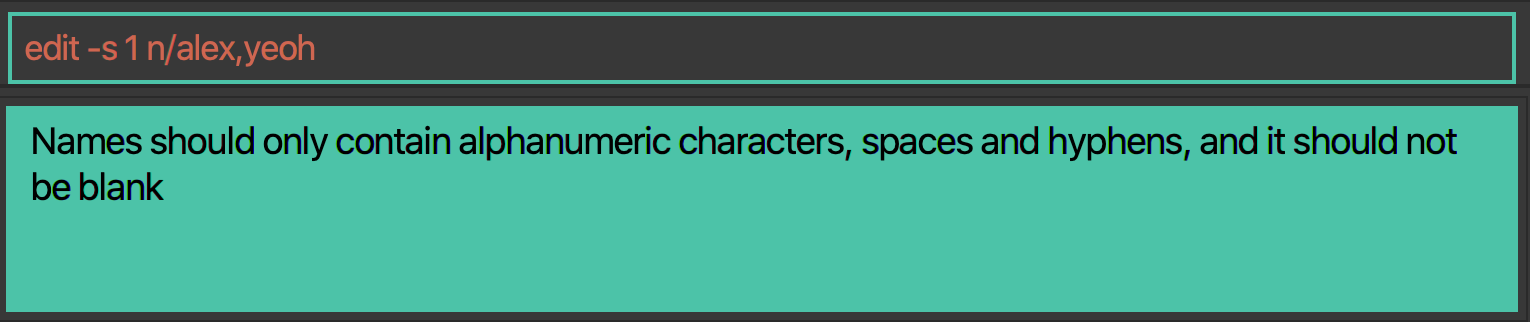 edit -s 1 n/alex,yeoh
Names should only contain alphanumeric characters, spaces and hyphens, and it should not
be blank